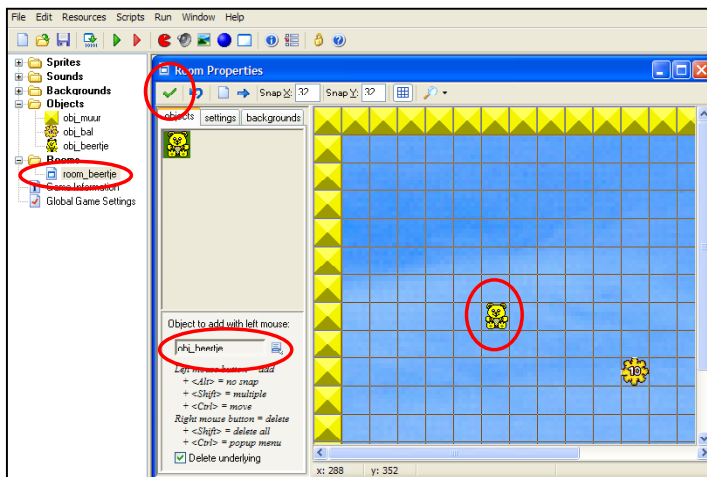 File Edit Resources Scripts Run Window Help
Sprites
Sounds
Backgrounds
Objects
obj_muur
obj_bal
obj_beertje
Rooms
room_beertje
Game Information
Global Game Settings
Room Properties
Snap X: 32 Snap Y: 32
objects settings backgrounds
10
Object to add with left mouse:
obj_beertje
Left mouse button = add
+ <Alt> = no snap
+ <Shift> = multiple
+ <Ctrl> = move
Right mouse button = delete
+ <Shift> = delete all
+ <Ctrl> = popup menu
Delete underlying
x: 288 y: 352